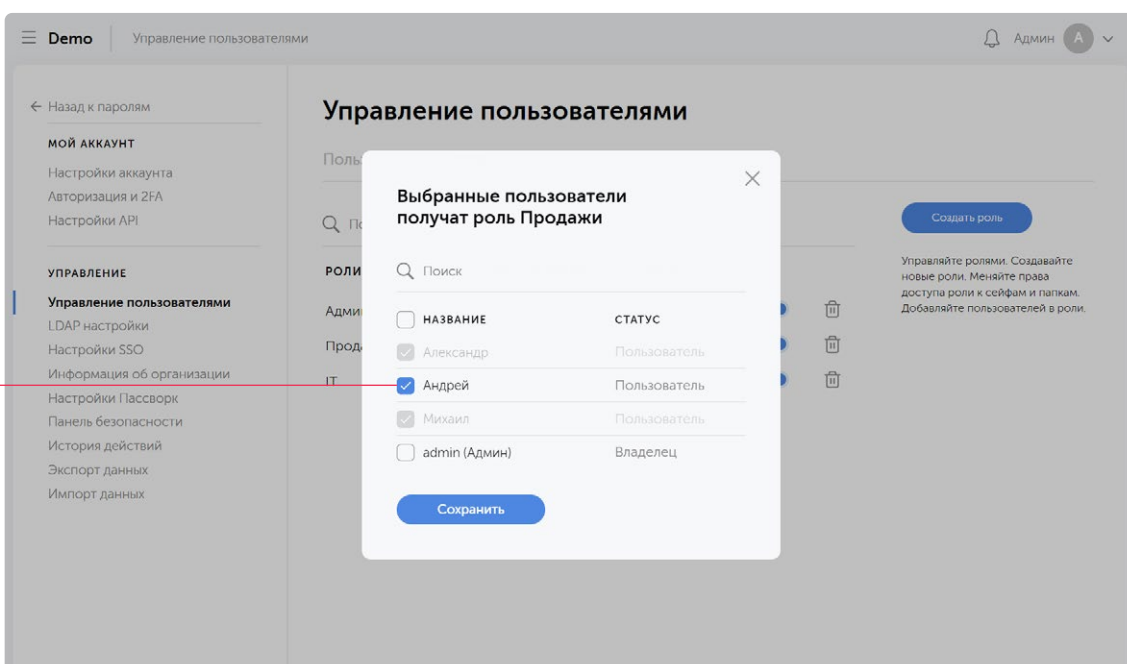 Demo
Управление пользователями
Админ
A
Назад к паролям
МОЙ АККАУНТ
Настройки аккаунта
Авторизация и 2FA
Настройки API
УПРАВЛЕНИЕ
Управление пользователями
LDAP настройки
Настройки SSO
Информация об организации
Настройки Пассворк
Панель безопасности
История действий
Экспорт данных
Импорт данных
Управление пользователями
Поль
По
РОЛИ
Адми
Прода
IT
Выбранные пользователи
получат роль Продажи
Поиск
НАЗВАНИЕ СТАТУС
Александр Пользователь
Андрей Пользователь
Михаил Пользователь
admin (Админ) Владелец
Сохранить
Создать роль
Управляйте ролями. Создавайте
новые роли. Меняйте права
доступа роли к сейфам и папкам.
Добавляйте пользователей в роли.